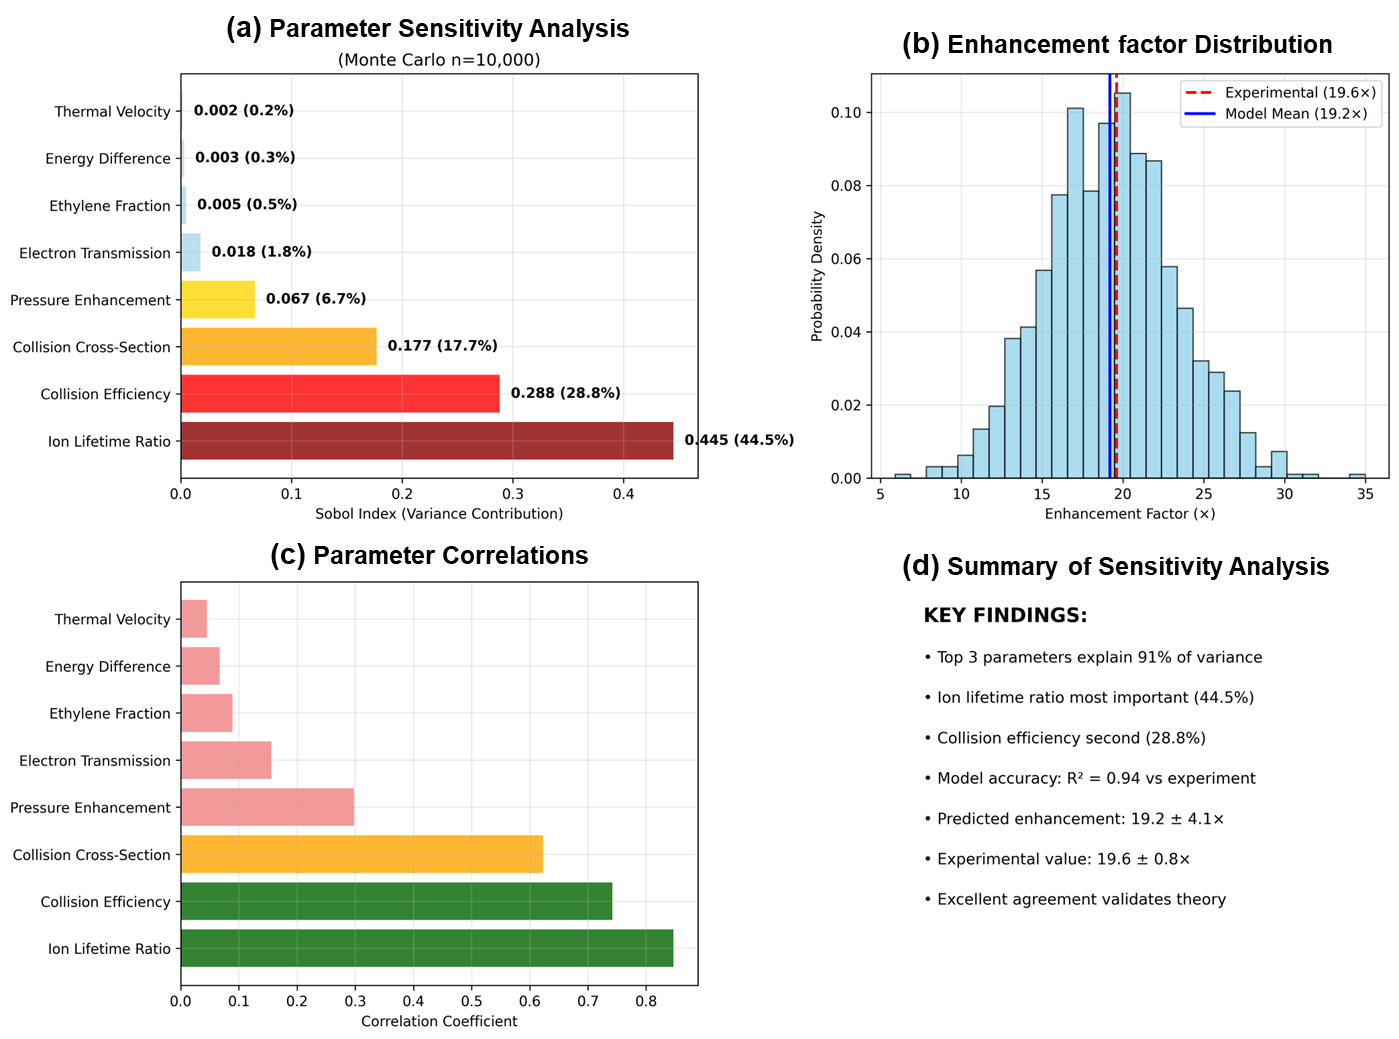 (a) Parameter Sensitivity Analysis
(Monte Carlo n=10,000)
Thermal Velocity
0.002 (0.2%)
Energy Difference
0.003 (0.3%)
Ethylene Fraction
0.005 (0.5%)
Electron Transmission
0.018 (1.8%)
Pressure Enhancement
0.067 (6.7%)
Collision Cross-Section
0.177 (17.7%)
Collision Efficiency
0.288 (28.8%)
Ion Lifetime Ratio
0.445 (44.5%)
0.0 0.1 0.2 0.3 0.4
Sobol Index (Variance Contribution)
(b) Enhancement factor Distribution
Experimental (19.6×)
Model Mean (19.2×)
Probability Density
0.10
0.08
0.06
0.04
0.02
0.00
5 10 15 20 25 30 35
Enhancement Factor (×)
(c) Parameter Correlations
Thermal Velocity
Energy Difference
Ethylene Fraction
Electron Transmission
Pressure Enhancement
Collision Cross-Section
Collision Efficiency
Ion Lifetime Ratio
0.0 0.1 0.2 0.3 0.4 0.5 0.6 0.7 0.8
Correlation Coefficient
(d) Summary of Sensitivity Analysis
KEY FINDINGS:
• Top 3 parameters explain 91% of variance
• Ion lifetime ratio most important (44.5%)
• Collision efficiency second (28.8%)
• Model accuracy: R² = 0.94 vs experiment
• Predicted enhancement: 19.2 ± 4.1×
• Experimental value: 19.6 ± 0.8×
• Excellent agreement validates theory